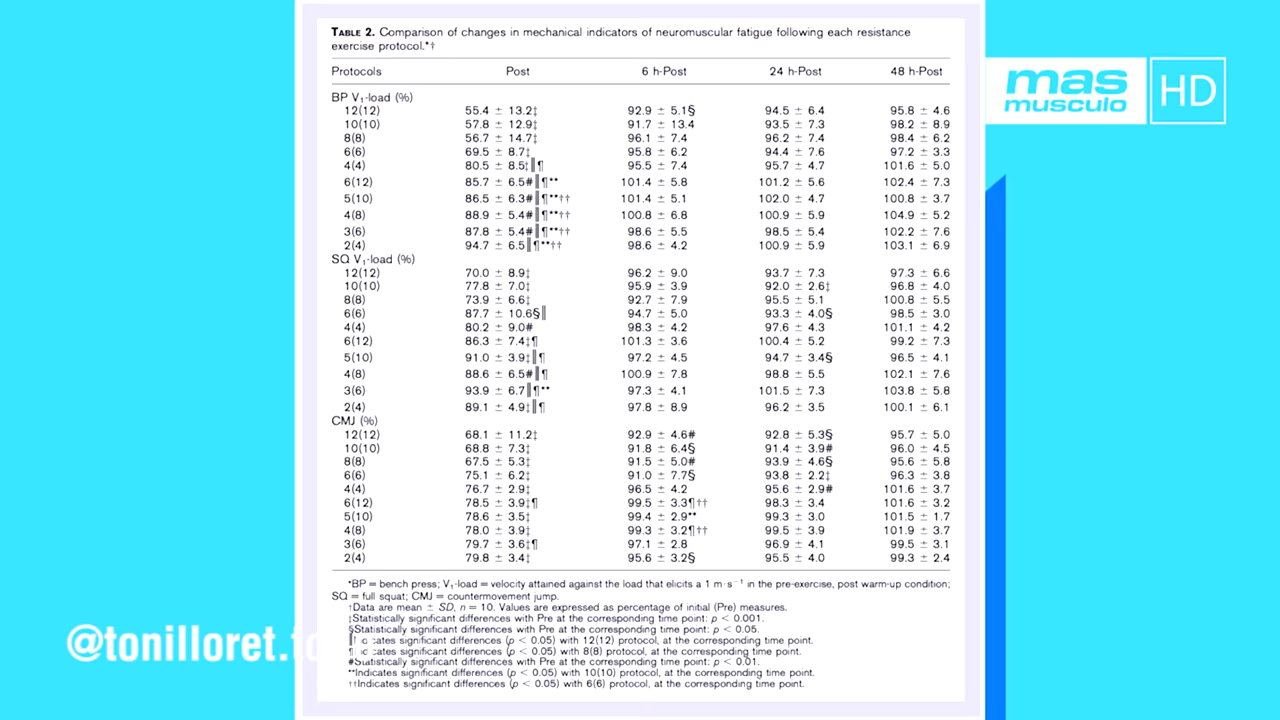 TABLE 2. Comparison of changes in mechanical indicators of neuromuscular fatigue following each resistance
exercise protocol.*†
Protocols Post 6 h-Post 24 h-Post 48 h-Post
BP V₁-load (%)
12(12) 55.4 ± 13.2‡ 92.9 ± 5.1§ 94.5 ± 6.4 95.8 ± 4.6
10(10) 57.8 ± 12.9‡ 91.7 ± 13.4 93.5 ± 7.3 98.2 ± 8.9
8(8) 56.7 ± 14.7‡ 96.1 ± 7.4 96.2 ± 7.4 98.4 ± 6.2
6(6) 69.5 ± 8.7‡ 95.8 ± 6.2 94.4 ± 7.6 97.2 ± 3.3
4(4) 80.5 ± 8.5‡‖¶ 95.5 ± 7.4 95.7 ± 4.7 101.6 ± 5.0
6(12) 85.7 ± 6.5#‖¶** 101.4 ± 5.8 101.2 ± 5.6 102.4 ± 7.3
5(10) 86.5 ± 6.3#‖¶**†† 101.4 ± 5.1 102.0 ± 4.7 100.8 ± 3.7
4(8) 88.9 ± 5.4#‖¶**†† 100.8 ± 6.8 100.9 ± 5.9 104.9 ± 5.2
3(6) 87.8 ± 5.4#‖¶**†† 98.6 ± 5.5 98.5 ± 5.4 102.2 ± 7.6
2(4) 94.7 ± 6.5‖¶**†† 98.6 ± 4.2 100.9 ± 5.9 103.1 ± 6.9
SQ V₁-load (%)
12(12) 70.0 ± 8.9‡ 96.2 ± 9.0 93.7 ± 7.3 97.3 ± 6.6
10(10) 77.8 ± 7.0‡ 95.9 ± 3.9 92.0 ± 2.6‡ 96.8 ± 4.0
8(8) 73.9 ± 6.6‡ 92.7 ± 7.9 95.5 ± 5.1 100.8 ± 5.5
6(6) 87.7 ± 10.6§‖ 94.7 ± 5.0 93.3 ± 4.0§ 98.5 ± 3.0
4(4) 80.2 ± 9.0# 98.3 ± 4.2 97.6 ± 4.3 101.1 ± 4.2
6(12) 86.3 ± 7.4‡¶ 101.3 ± 3.6 100.4 ± 5.2 99.2 ± 7.3
5(10) 91.0 ± 3.9‡‖¶ 97.2 ± 4.5 94.7 ± 3.4§ 96.5 ± 4.1
4(8) 88.6 ± 6.5#‖¶ 100.9 ± 7.8 98.8 ± 5.5 102.1 ± 7.6
3(6) 93.9 ± 6.7‖¶** 97.3 ± 4.1 101.5 ± 7.3 103.8 ± 5.8
2(4) 89.1 ± 4.9‡‖¶ 97.8 ± 8.9 96.2 ± 3.5 100.1 ± 6.1
CMJ (%)
12(12) 68.1 ± 11.2‡ 92.9 ± 4.6# 92.8 ± 5.3§ 95.7 ± 5.0
10(10) 68.8 ± 7.3‡ 91.8 ± 6.4§ 91.4 ± 3.9# 96.0 ± 4.5
8(8) 67.5 ± 5.3‡ 91.5 ± 5.0# 93.9 ± 4.6§ 95.6 ± 5.8
6(6) 75.1 ± 6.2‡ 91.0 ± 7.7§ 93.8 ± 2.2‡ 96.3 ± 3.8
4(4) 76.7 ± 2.9‡ 96.5 ± 4.2 95.6 ± 2.9# 101.6 ± 3.7
6(12) 78.5 ± 3.9‡¶ 99.5 ± 3.3¶†† 98.3 ± 3.4 101.6 ± 3.2
5(10) 78.6 ± 3.5‡ 99.4 ± 2.9** 99.3 ± 3.0 101.5 ± 1.7
4(8) 78.0 ± 3.9‡ 99.3 ± 3.2¶†† 99.5 ± 3.9 101.9 ± 3.7
3(6) 79.7 ± 3.6‡¶ 97.1 ± 2.8 96.9 ± 4.1 99.5 ± 3.1
2(4) 79.8 ± 3.4‡ 95.6 ± 3.2§ 95.5 ± 4.0 99.3 ± 2.4
*BP = bench press; V₁-load = velocity attained against the load that elicits a 1 m·s⁻¹ in the pre-exercise, post warm-up condition;
SQ = full squat; CMJ = countermovement jump.
†Data are mean ± SD, n = 10. Values are expressed as percentage of initial (Pre) measures.
‡Statistically significant differences with Pre at the corresponding time point: p < 0.001.
§Statistically significant differences with Pre at the corresponding time point: p < 0.05.
significant differences (p < 0.05) with 12(12) protocol, at the corresponding time point.
significant differences (p < 0.05) with 8(8) protocol, at the corresponding time point.
#Statistically significant differences with Pre at the corresponding time point: p < 0.01.
**Indicates significant differences (p < 0.05) with 10(10) protocol, at the corresponding time point.
††Indicates significant differences (p < 0.05) with 6(6) protocol, at the corresponding time point.
mas
musculo
HD
@tonilloret.